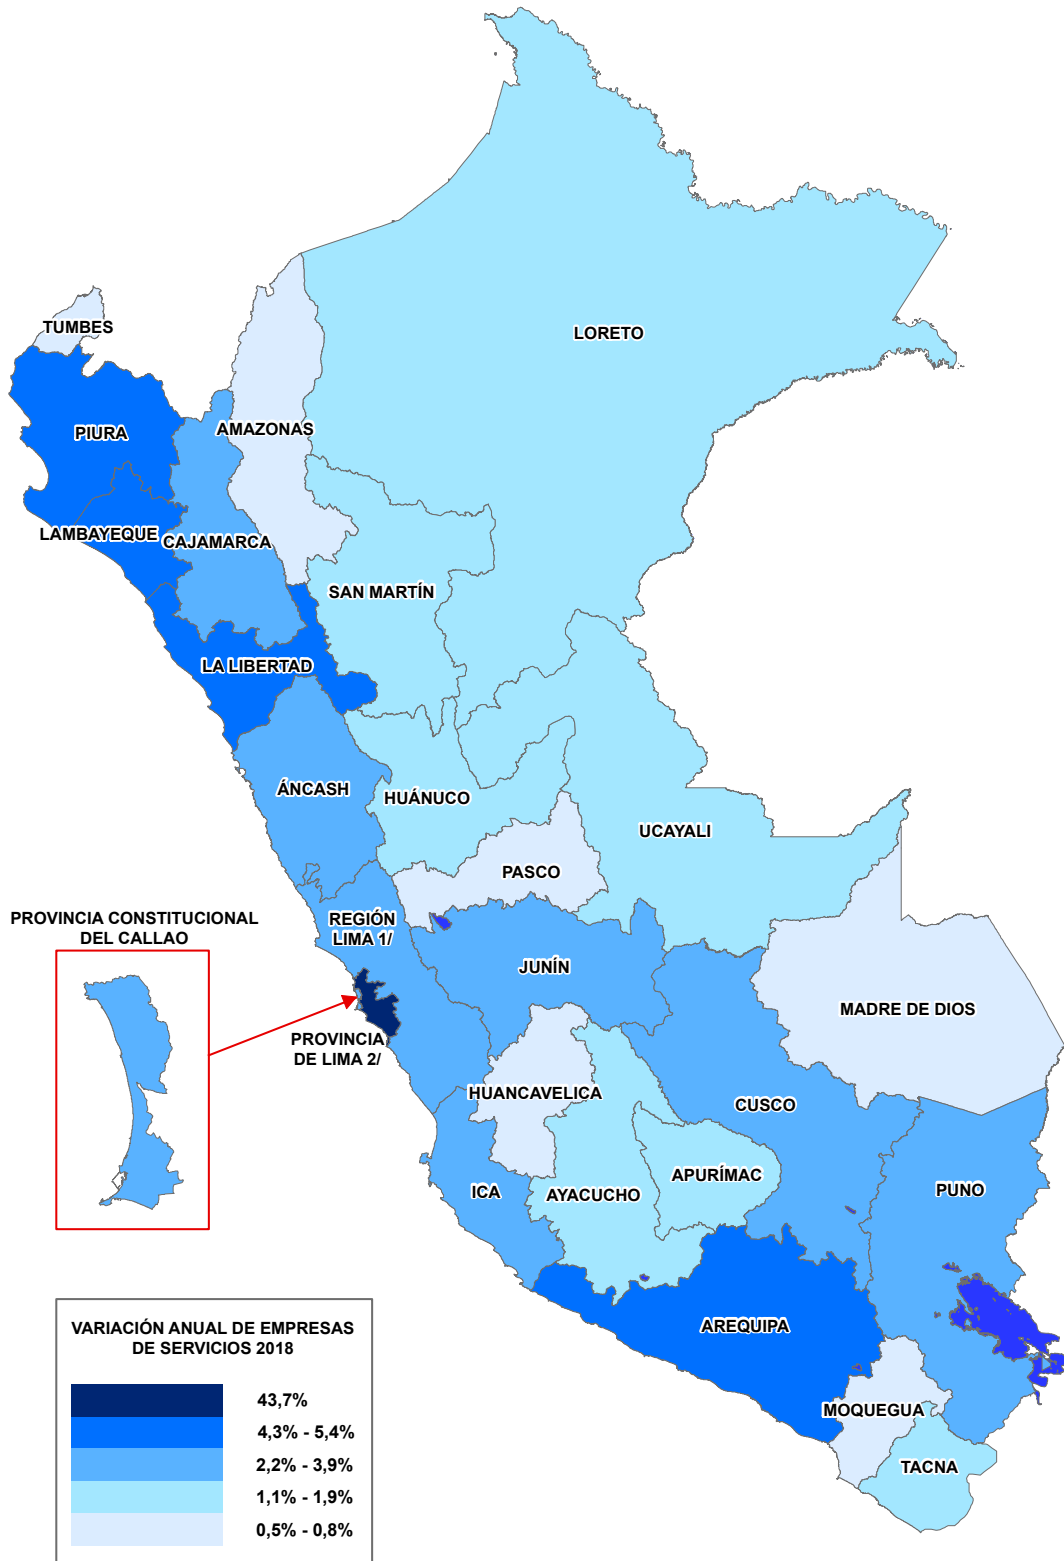 TUMBES
LORETO
AMAZONAS
PIURA
LAMBAYEQUE
CAJAMARCA
SAN MARTÍN
LA LIBERTAD
ÁNCASH
HUÁNUCO
UCAYALI
PASCO
PROVINCIA CONSTITUCIONAL
DEL CALLAO
REGIÓN
LIMA 1/
JUNÍN
MADRE DE DIOS
PROVINCIA
DE LIMA 2/
HUANCAVELICA
CUSCO
APURÍMAC
ICA
AYACUCHO
PUNO
AREQUIPA
MOQUEGUA
TACNA
VARIACIÓN ANUAL DE EMPRESAS
DE SERVICIOS 2018
43,7%
4,3% - 5,4%
2,2% - 3,9%
1,1% - 1,9%
0,5% - 0,8%